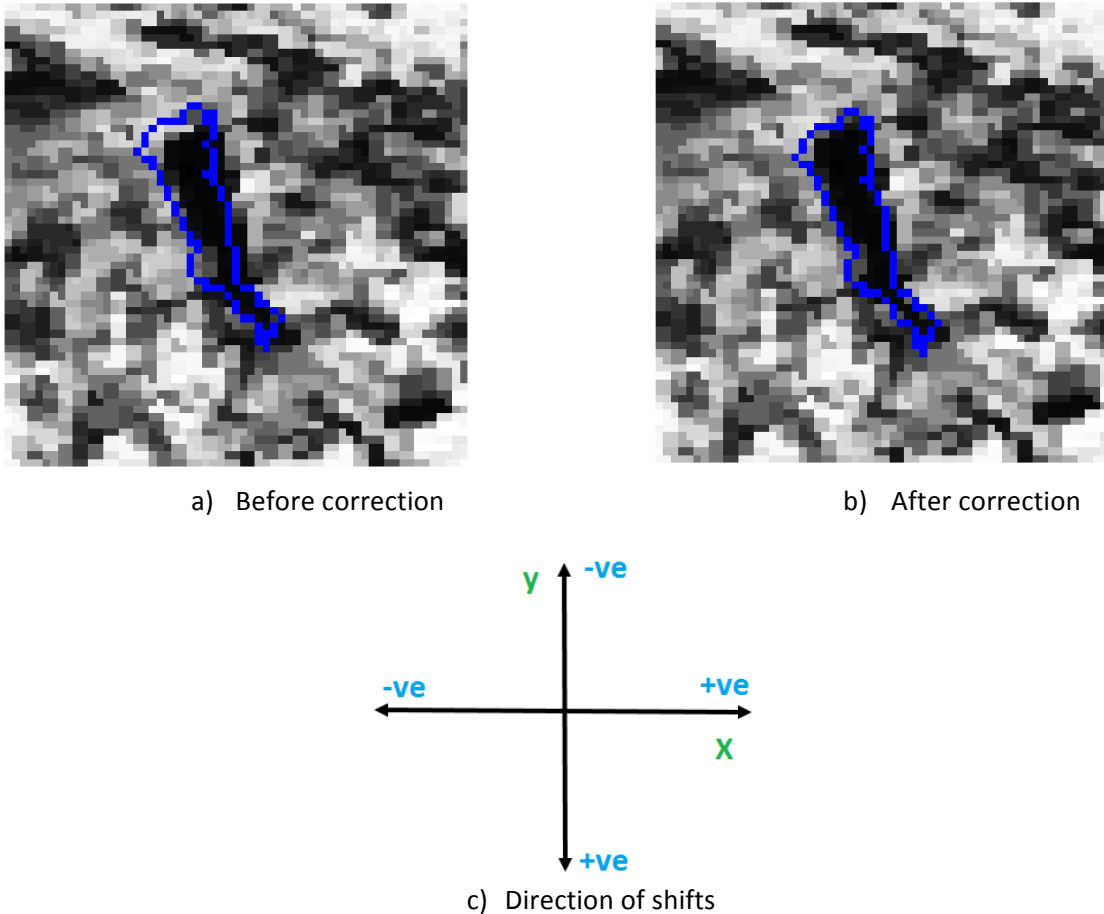 a) Before correction
b) After correction
y
-ve
-ve
+ve
X
+ve
c) Direction of shifts